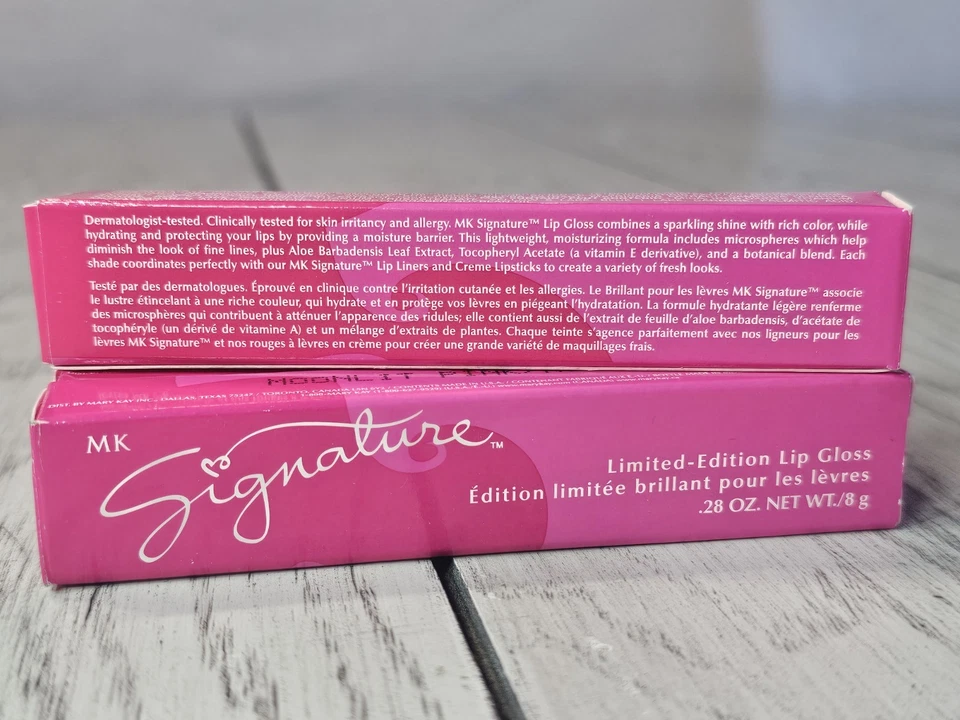 Dermatologist-tested. Clinically tested for skin irritancy and allergy. MK Signature™ Lip Gloss combines a sparkling shine with rich color, while
hydrating and protecting your lips by providing a moisture barrier. This lightweight, moisturizing formula includes microspheres which help
diminish the look of fine lines, plus Aloe Barbadensis Leaf Extract, Tocopheryl Acetate (a vitamin E derivative), and a botanical blend. Each
shade coordinates perfectly with our MK Signature™ Lip Liners and Creme Lipsticks to create a variety of fresh looks.
Testé par des dermatologues. Éprouvé en clinique contre l'irritation cutanée et les allergies. Le Brillant pour les lèvres MK Signature™ associe
le lustre étincelant à une riche couleur, qui hydrate et en protège vos lèvres en piégeant l'hydratation. La formule hydratante légère renferme
des microsphères qui contribuent à atténuer l'apparence des ridules; elle contient aussi de l'extrait de feuille d'aloe barbadensis, d'acétate de
tocophéryle (un dérivé de vitamine A) et un mélange d'extraits de plantes. Chaque teinte s'agence parfaitement avec nos ligneurs pour les
lèvres MK Signature™ et nos rouges à lèvres en crème pour créer une grande variété de maquillages frais.
MOONLIT PINK
DIST. BY MARY KAY INC., DALLAS, TEXAS
MK
Signature™
Limited-Edition Lip Gloss
Édition limitée brillant pour les lèvres
.28 OZ. NET WT./8 g